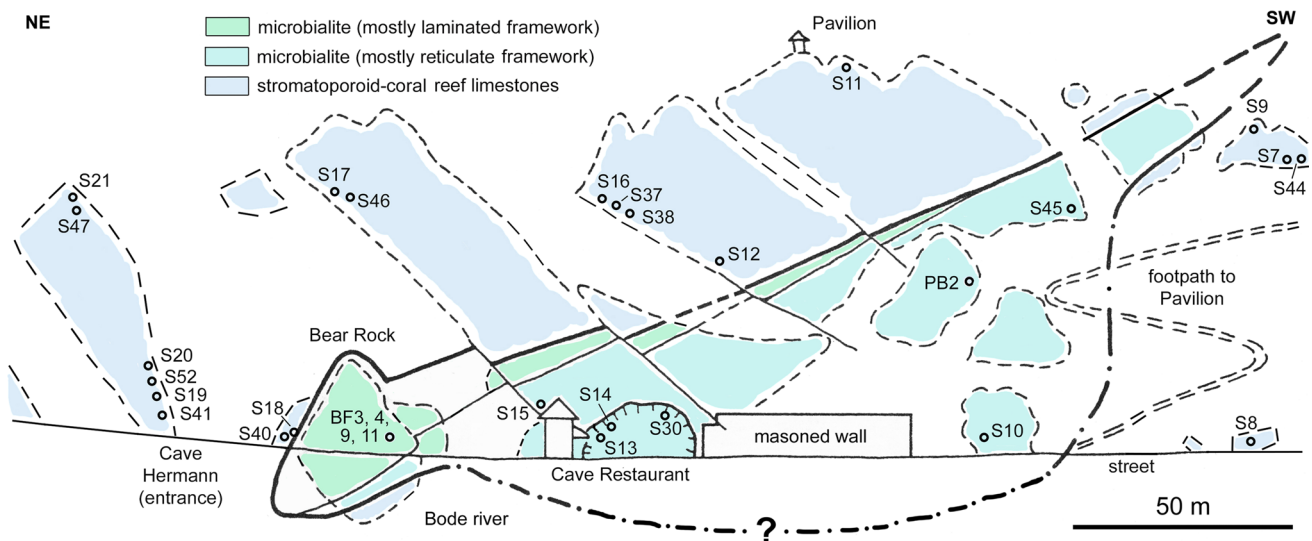 NE
SW
microbialite (mostly laminated framework)
microbialite (mostly reticulate framework)
stromatoporoid-coral reef limestones
Pavilion
S11
S9
S7
S44
S21
S47
S17
S46
S16
S37
S38
S12
S45
PB2
footpath to
Pavilion
Bear Rock
S20
S52
S19
S41
S18
S40
BF3, 4,
9, 11
S15
S14
S13
S30
masoned wall
S10
S8
Cave
Hermann
(entrance)
Cave Restaurant
street
Bode river
?
50 m